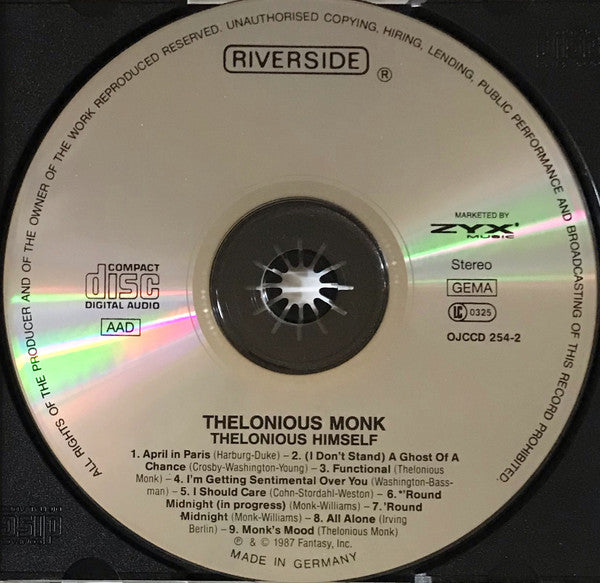 ALL RIGHTS OF THE PRODUCER AND OF THE OWNER OF THE WORK REPRODUCED RESERVED. UNAUTHORISED COPYING, HIRING, LENDING, PUBLIC PERFORMANCE AND BROADCASTING OF THIS RECORD PROHIBITED.
RIVERSIDE ®
COMPACT
disc
DIGITAL AUDIO
AAD
MARKETED BY
ZYX
MUSIC
Stereo
GEMA
LC 0325
OJCCD 254-2
THELONIOUS MONK
THELONIOUS HIMSELF
1. April in Paris (Harburg-Duke) – 2. (I Don't Stand) A Ghost Of A
Chance (Crosby-Washington-Young) – 3. Functional (Thelonious
Monk) – 4. I'm Getting Sentimental Over You (Washington-Bass-
man) – 5. I Should Care (Cohn-Stordahl-Weston) – 6. *'Round
Midnight (in progress) (Monk-Williams) – 7. 'Round
Midnight (Monk-Williams) – 8. All Alone (Irving
Berlin) – 9. Monk's Mood (Thelonious Monk)
℗ & © 1987 Fantasy, Inc.
MADE IN GERMANY